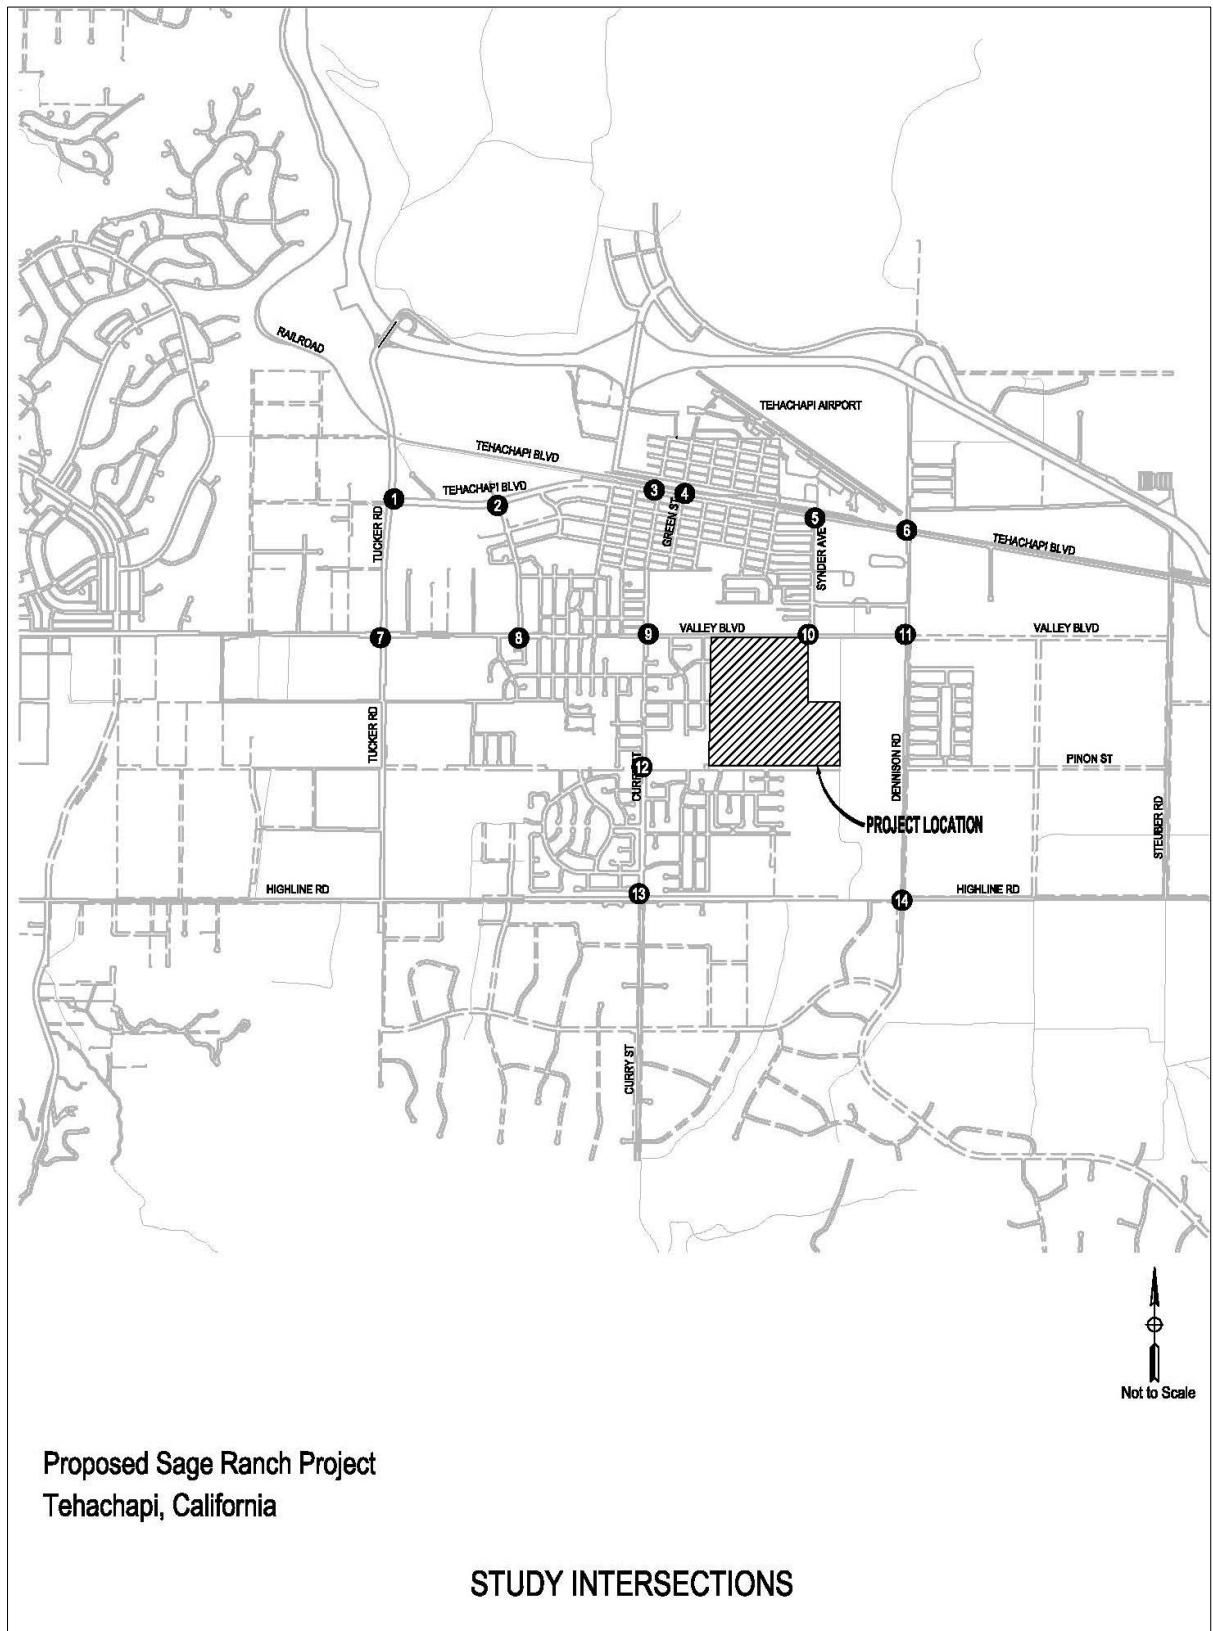 RAILROAD
TEHACHAPI AIRPORT
TEHACHAPI BLVD
TEHACHAPI BLVD
1
2
3
4
5
6
TUCKER RD
GREEN ST
SYNDER AVE
TEHACHAPI BLVD
7
8
9
VALLEY BLVD
10
11
VALLEY BLVD
TUCKER RD
12
DENNISON RD
PINON ST
PROJECT LOCATION
STEUBER RD
HIGHLINE RD
13
14
HIGHLINE RD
CURRY ST
Not to Scale
Proposed Sage Ranch Project
Tehachapi, California
STUDY INTERSECTIONS